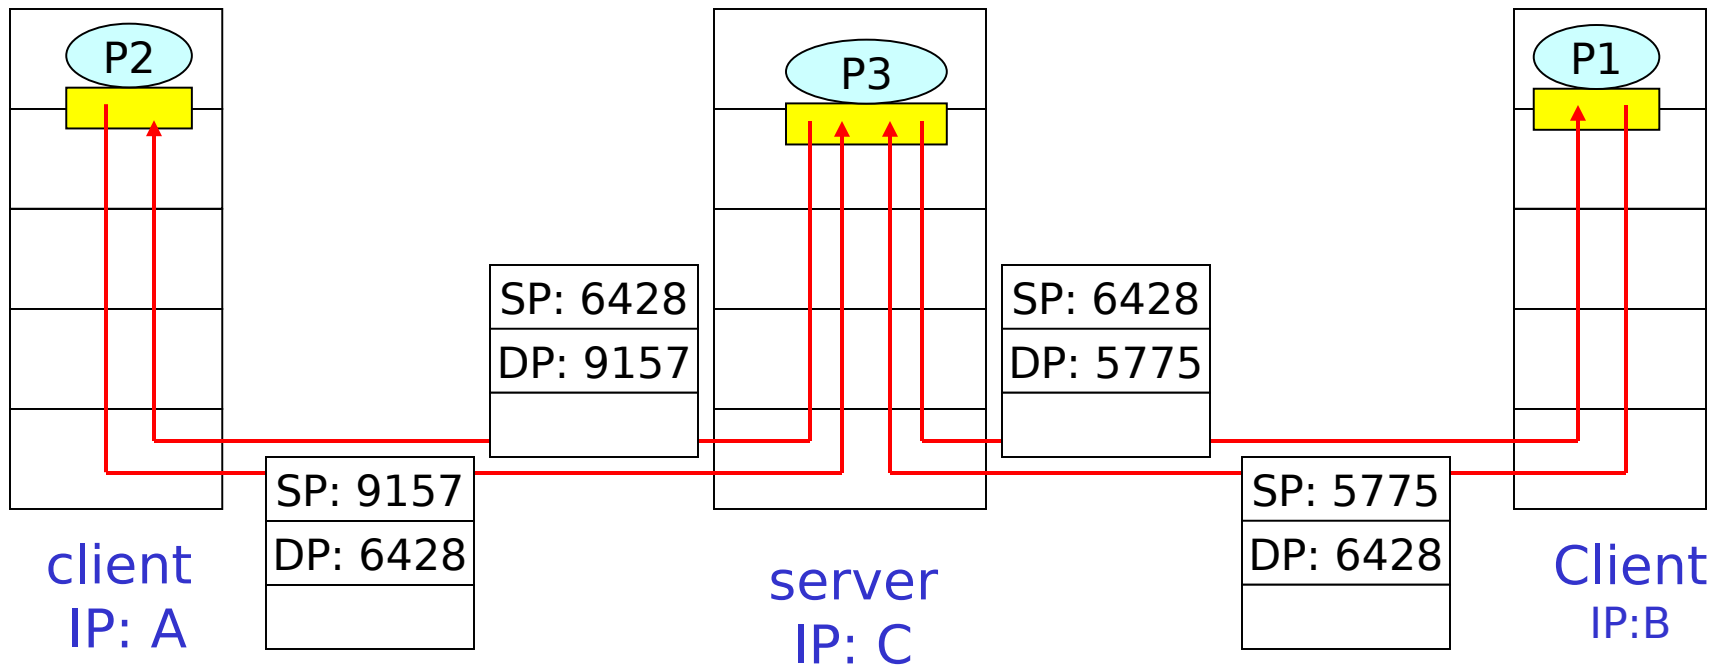 P2
P3
P1
SP: 6428
DP: 9157
SP: 6428
DP: 5775
SP: 9157
DP: 6428
SP: 5775
DP: 6428
client
IP: A
server
IP: C
Client
IP:B